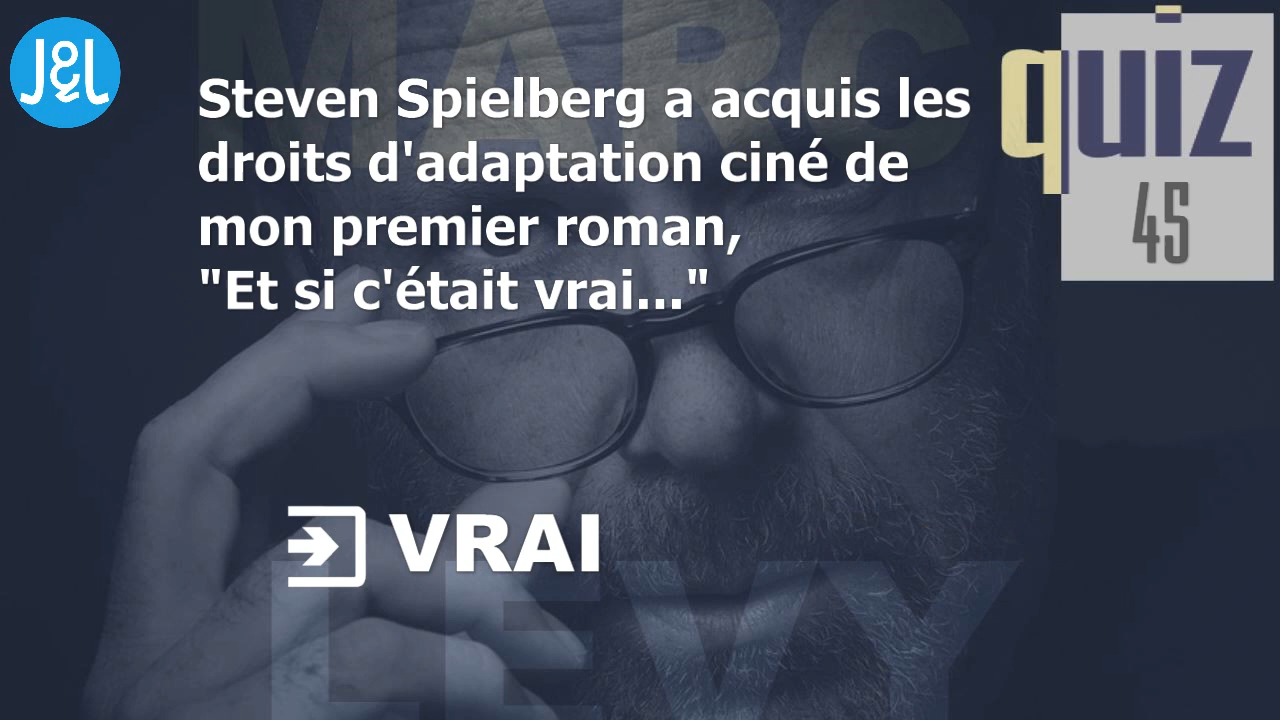 MARC
J&L
quiz
45
Steven Spielberg a acquis les
droits d'adaptation ciné de
mon premier roman,
"Et si c'était vrai..."
VRAI
LEVY